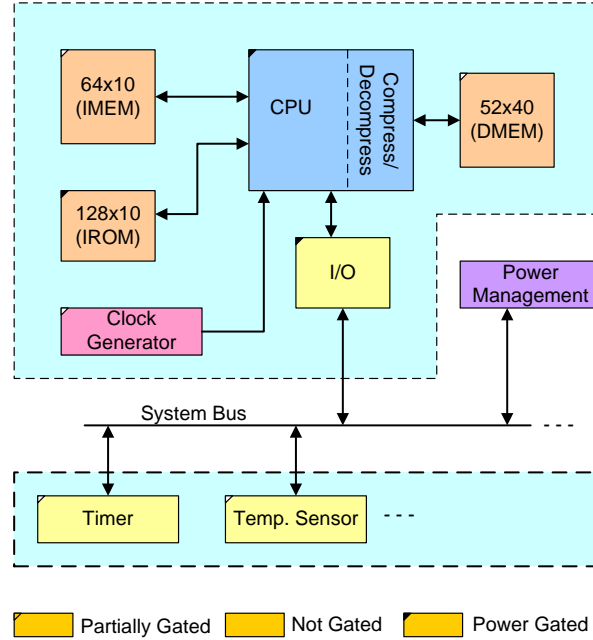 64x10
(IMEM)
CPU
Compress/
Decompress
52x40
(DMEM)
128x10
(IROM)
I/O
Power
Management
Clock
Generator
System Bus
Timer
Temp. Sensor
Partially Gated
Not Gated
Power Gated